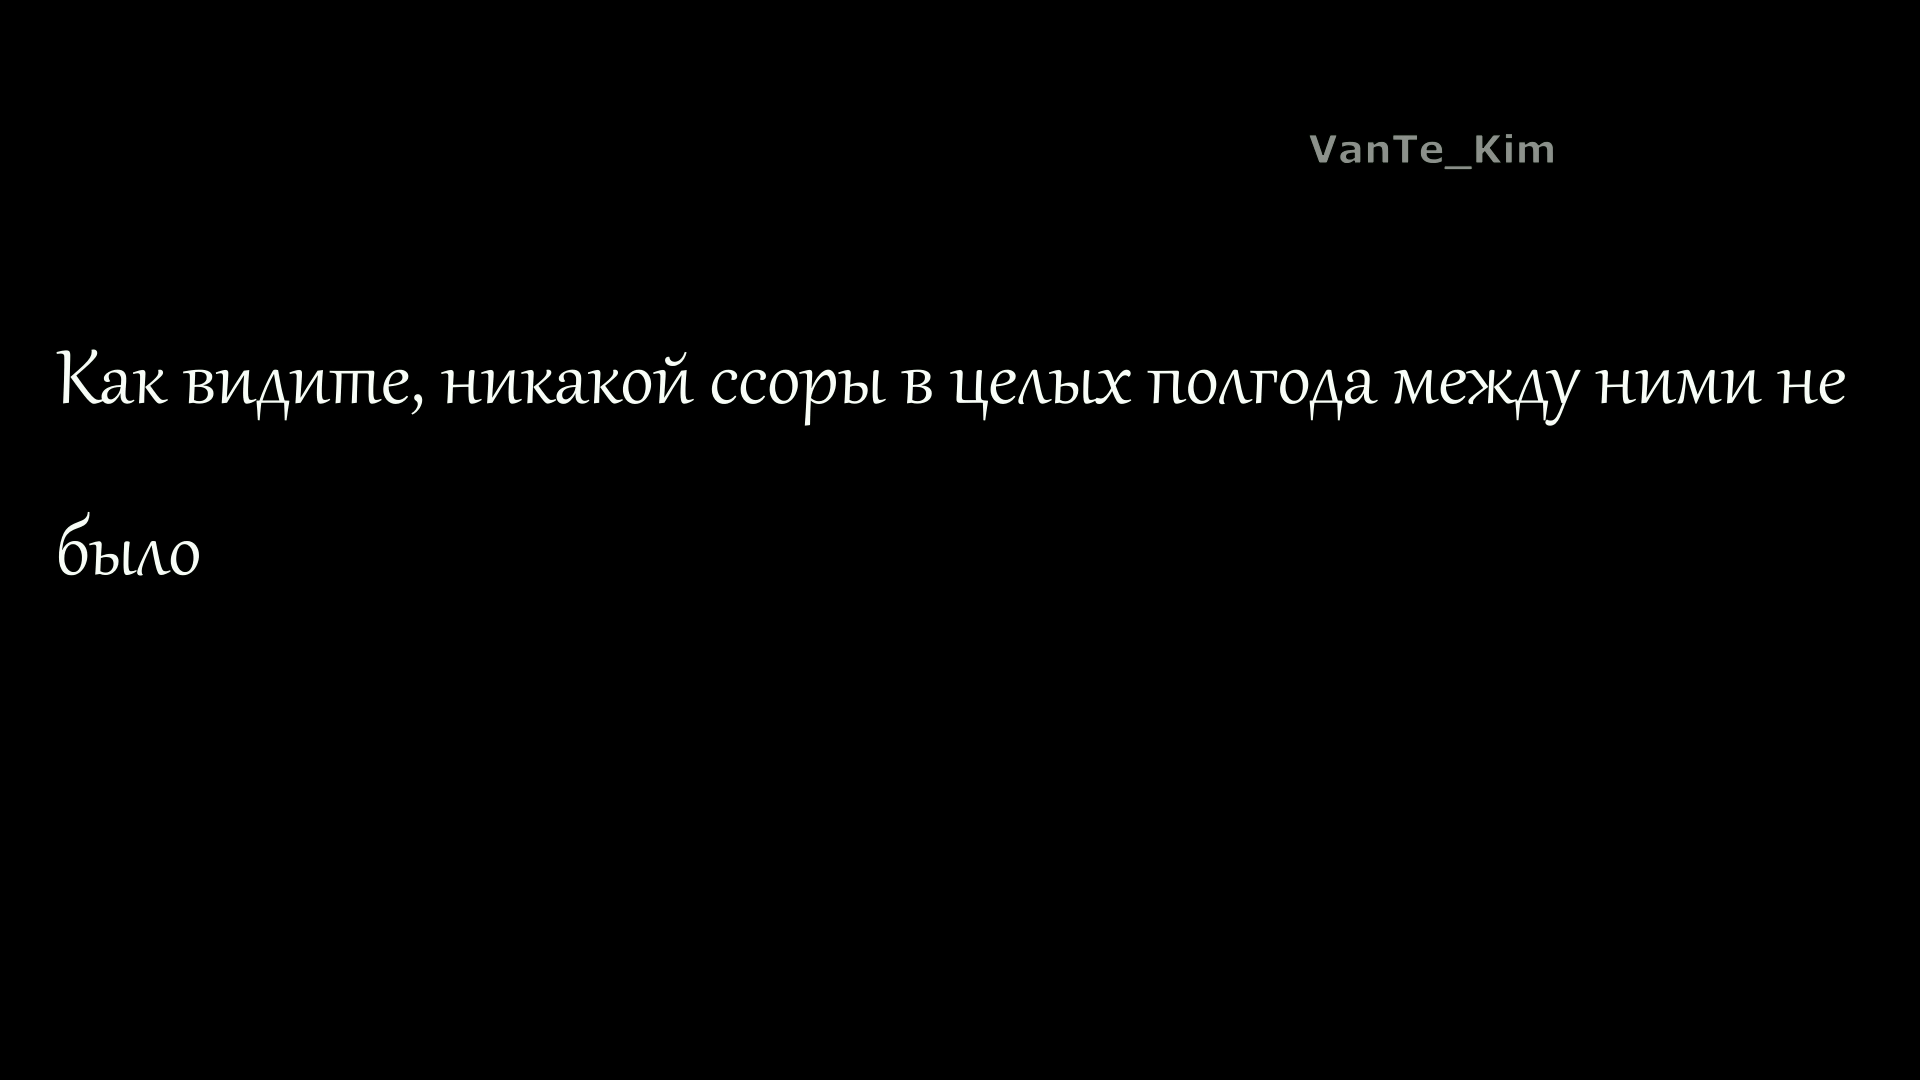 VanTe_Kim
Как видите, никакой ссоры в целых полгода между ними не
было